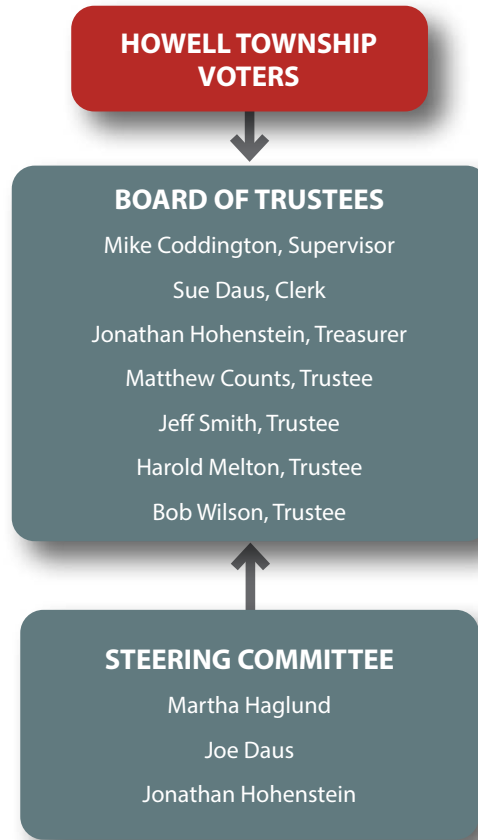 HOWELL TOWNSHIP
VOTERS
BOARD OF TRUSTEES
Mike Coddington, Supervisor
Sue Daus, Clerk
Jonathan Hohenstein, Treasurer
Matthew Counts, Trustee
Jeff Smith, Trustee
Harold Melton, Trustee
Bob Wilson, Trustee
STEERING COMMITTEE
Martha Haglund
Joe Daus
Jonathan Hohenstein